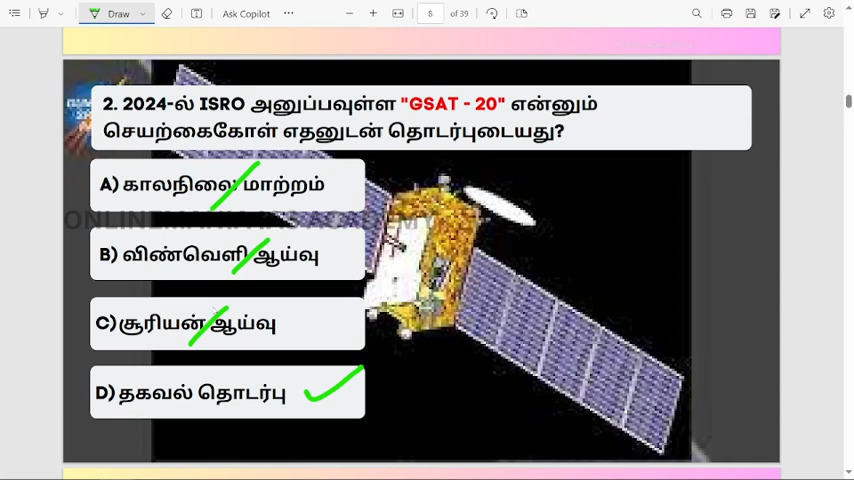 Draw
Ask Copilot
8 of 39
2. 2024-ல் ISRO அனுப்பவுள்ள "GSAT - 20" என்னும்
செயற்கைகோள் எதனுடன் தொடர்புடையது?
A) காலநிலை மாற்றம்
B) விண்வெளி ஆய்வு
C) சூரியன் ஆய்வு
D) தகவல் தொடர்பு